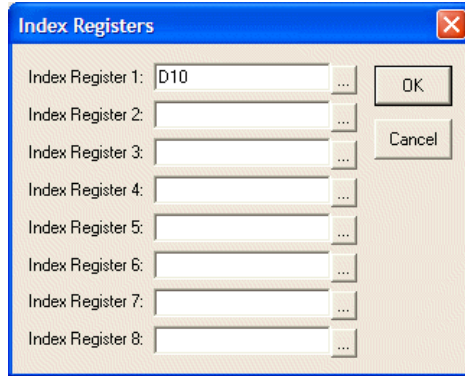 Index Registers
Index Register 1: D10 ... OK
Index Register 2: ...
Index Register 3: ... Cancel
Index Register 4: ...
Index Register 5: ...
Index Register 6: ...
Index Register 7: ...
Index Register 8: ...